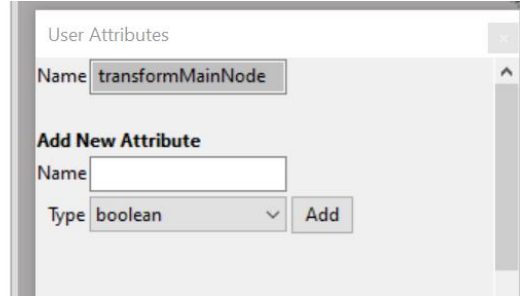 User Attributes
Name transformMainNode
Add New Attribute
Name
Type boolean Add